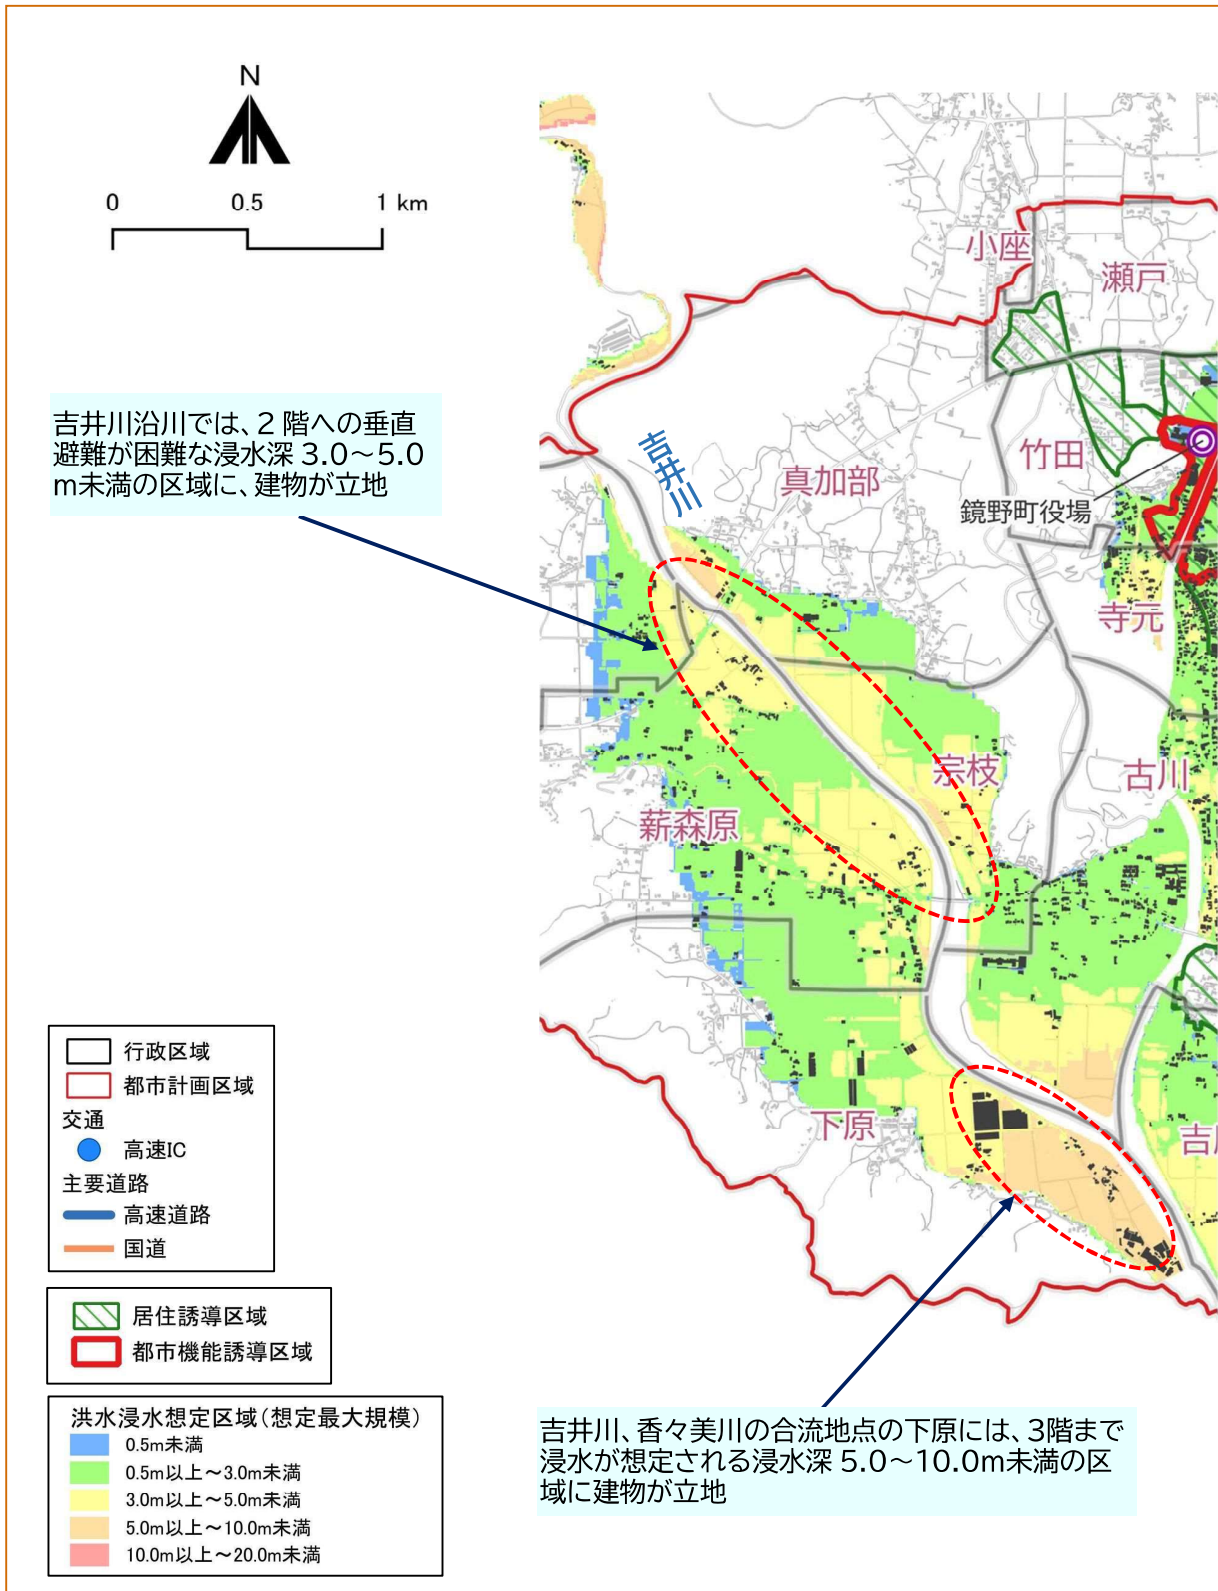 N
0 0.5 1 km
小座
瀬戸
吉井川沿川では、2階への垂直
避難が困難な浸水深 3.0～5.0
m未満の区域に、建物が立地
吉井川
真加部
竹田
鏡野町役場
寺元
宗枝
古川
薪森原
下原
行政区域
都市計画区域
交通
高速IC
主要道路
高速道路
国道
居住誘導区域
都市機能誘導区域
洪水浸水想定区域(想定最大規模)
0.5m未満
0.5m以上～3.0m未満
3.0m以上～5.0m未満
5.0m以上～10.0m未満
10.0m以上～20.0m未満
吉井川、香々美川の合流地点の下原には、3階まで
浸水が想定される浸水深 5.0～10.0m未満の区
域に建物が立地